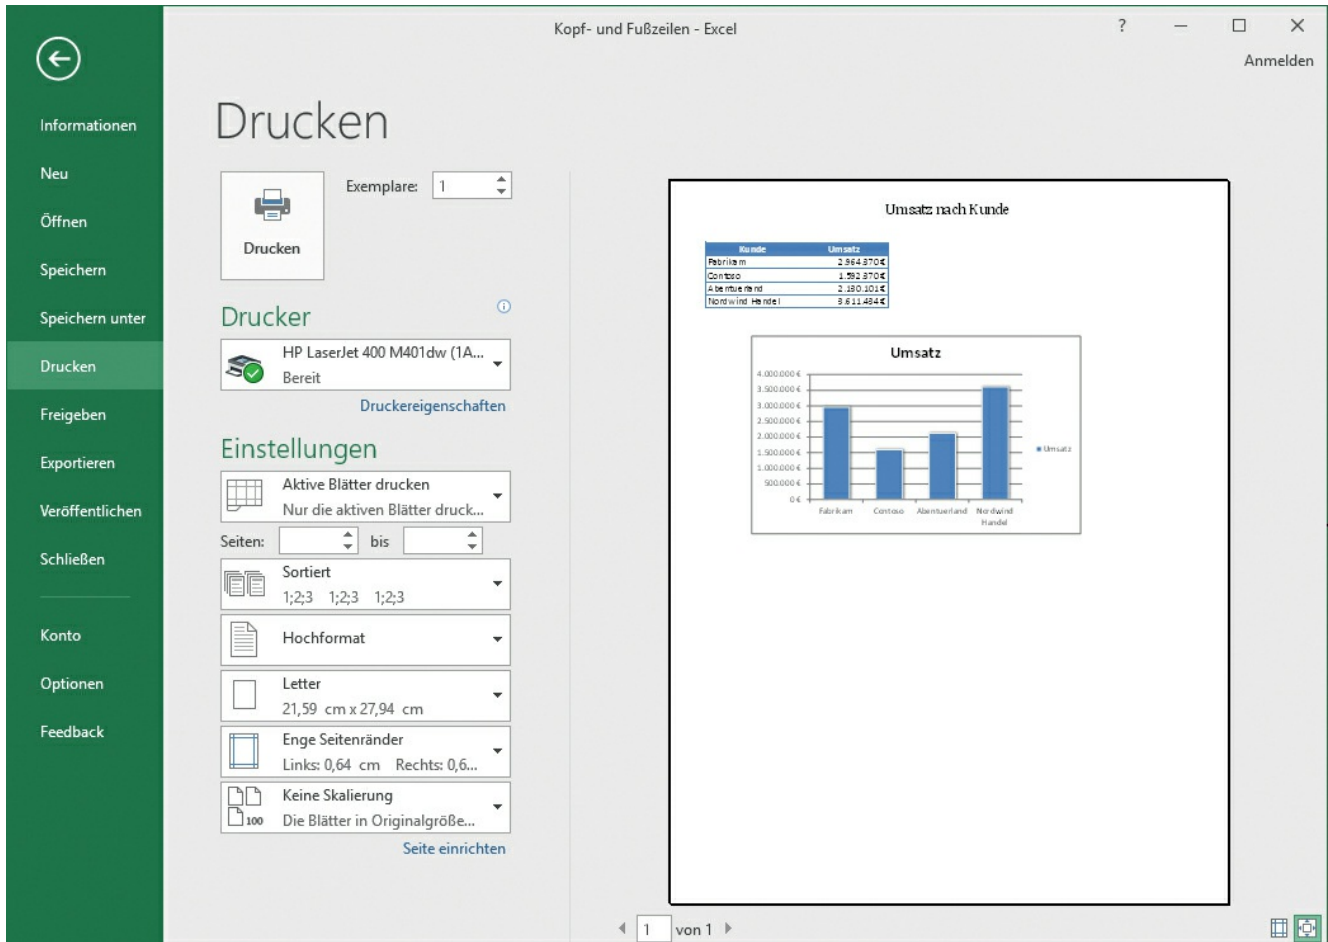 Kopf- und Fußzeilen - Excel
?
Anmelden
Informationen
Neu
Öffnen
Speichern
Speichern unter
Drucken
Freigeben
Exportieren
Veröffentlichen
Schließen
Konto
Optionen
Feedback
Drucken
Drucken
Exemplare: 1
Drucker
HP LaserJet 400 M401dw (1A...
Bereit
Druckereigenschaften
Einstellungen
Aktive Blätter drucken
Nur die aktiven Blätter druck...
Seiten: bis
Sortiert
1;2;3 1;2;3 1;2;3
Hochformat
Letter
21,59 cm x 27,94 cm
Enge Seitenränder
Links: 0,64 cm Rechts: 0,6...
Keine Skalierung
100
Die Blätter in Originalgröße...
Seite einrichten
Umsatz nach Kunde
Kunde Umsatz
Fabrikam 2.964.370 €
Contoso 1.592.370 €
Abentuerland 2.130.101 €
Nordwind Handel 3.611.434 €
Umsatz
4.000.000 €
3.500.000 €
3.000.000 €
2.500.000 €
2.000.000 €
1.500.000 €
1.000.000 €
500.000 €
0 €
Fabrikam Contoso Abentuerland Nordwind
Handel
Umsatz
1 von 1